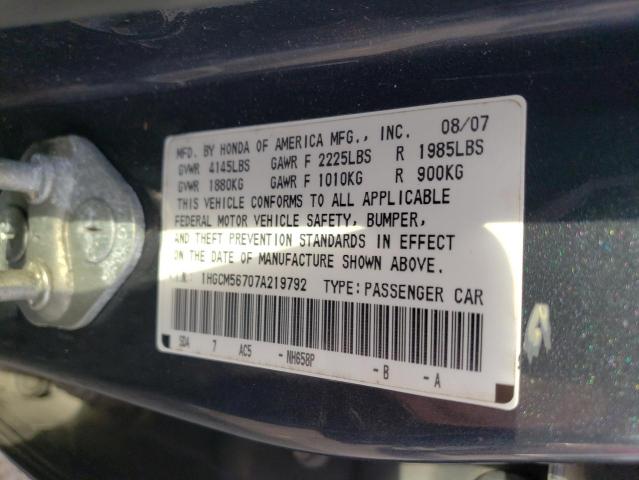 MFD. BY HONDA OF AMERICA MFG., INC. 08/07
GVWR 4145LBS GAWR F 2225LBS R 1985LBS
GVWR 1880KG GAWR F 1010KG R 900KG
THIS VEHICLE CONFORMS TO ALL APPLICABLE
FEDERAL MOTOR VEHICLE SAFETY, BUMPER,
AND THEFT PREVENTION STANDARDS IN EFFECT
ON THE DATE OF MANUFACTURE SHOWN ABOVE.
1HGCM56707A219792 TYPE:PASSENGER CAR
SDA 7 AC5 - NH658P - B - A
A